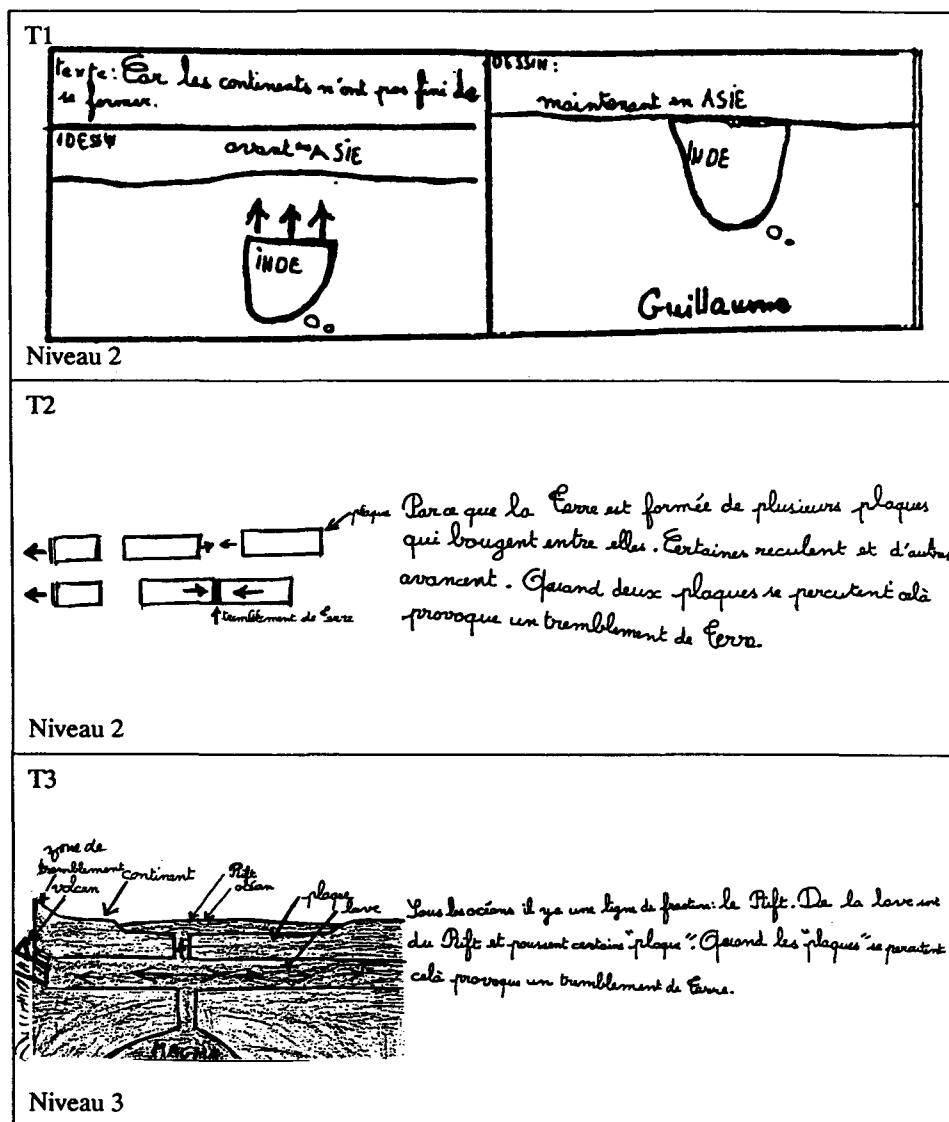 T1
texte: Car les continents n'ont pas fini de
se former.
DESSIN
avant en ASIE
INDE
DESSIN:
maintenant en ASIE
INDE
Guillaume
Niveau 2
T2
plaque
tremblement de Terre
Parce que la Terre est formée de plusieurs plaques
qui bougent entre elles. Certaines reculent et d'autres
avancent. Quand deux plaques se percutent celà
provoque un tremblement de Terre.
Niveau 2
T3
zone de
tremblement
volcan
continent
Rift
océan
plaque
lave
MAGMA
Sous les océans il y a une ligne de fracture: le Rift. De la lave sort
du Rift et poussent certains "plaque". Quand les "plaques" se percutent
celà provoque un tremblement de Terre.
Niveau 3